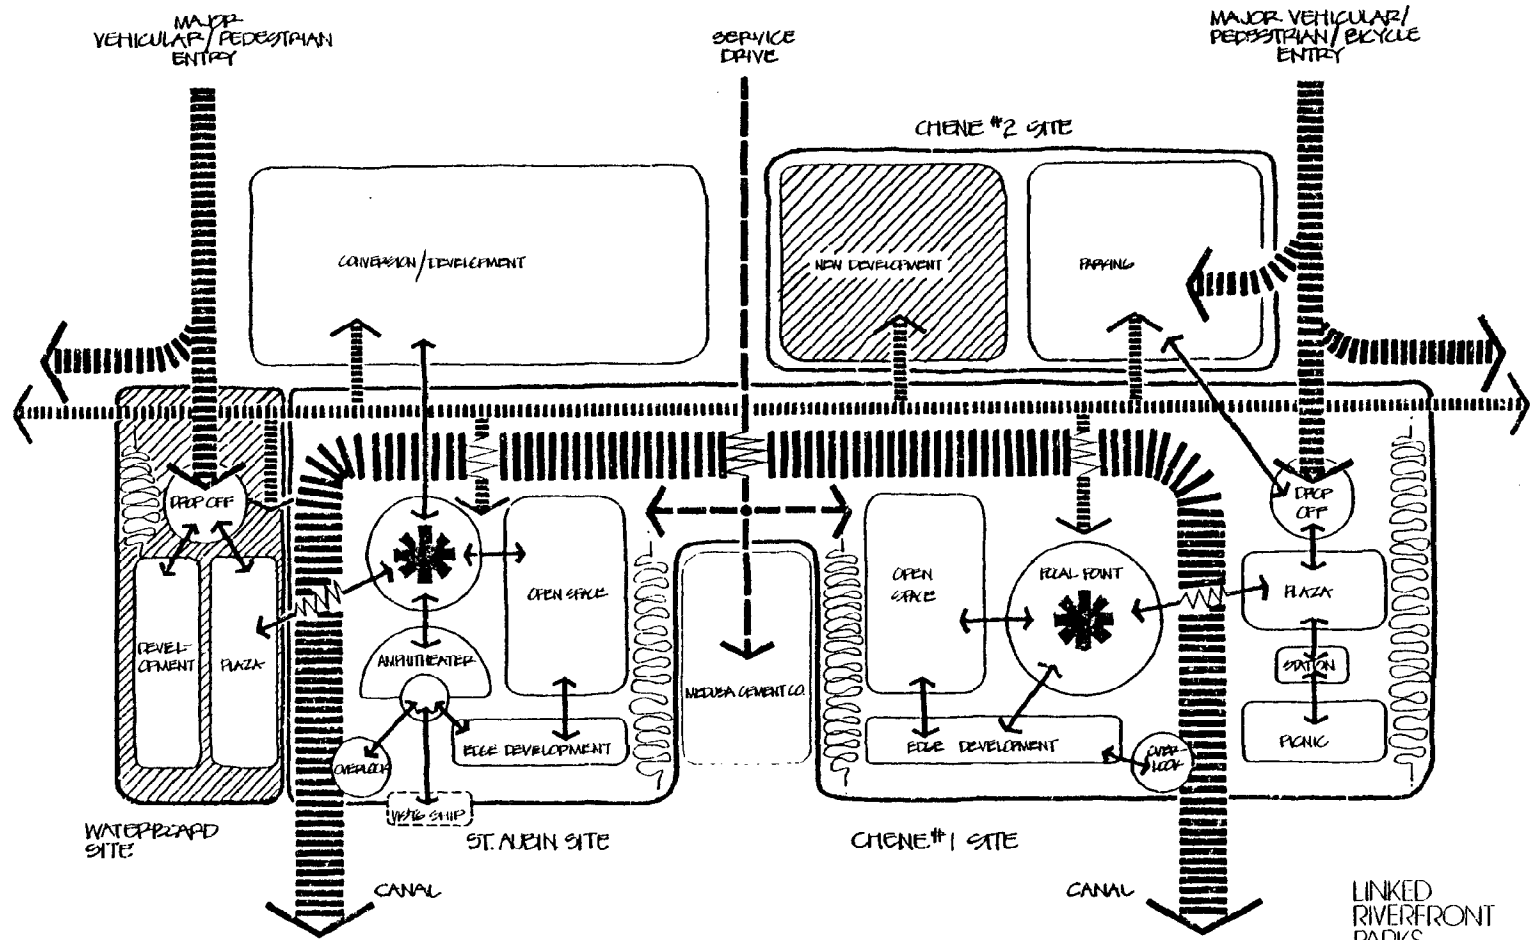 MAJOR
VEHICULAR/PEDESTRIAN
ENTRY
SERVICE
DRIVE
MAJOR VEHICULAR/
PEDESTRIAN/BICYCLE
ENTRY
CHENE #2 SITE
CONVERSION/DEVELOPMENT
NEW DEVELOPMENT
PARKING
DROP OFF
DROP
OFF
FOCAL POINT
OPEN
SPACE
OPEN SPACE
PLAZA
DEVEL-
OPMENT
PLAZA
AMPHITHEATER
STATION
MEDUSA CEMENT CO.
EDGE DEVELOPMENT
EDGE DEVELOPMENT
OVER-
LOOK
PICNIC
OVERLOOK
SHIP
WATERBOARD
SITE
ST. AUBIN SITE
CHENE #1 SITE
CANAL
CANAL
LINKED
RIVERFRONT
PARKS